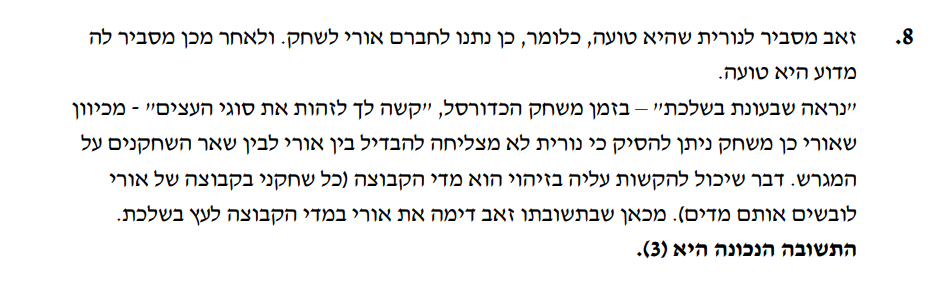 8. זאב מסביר לנורית שהיא טועה, כלומר, כן נתנו לחברם אורי לשחק. ולאחר מכן מסביר לה
מדוע היא טועה.
"נראה שבעונת בשלכת" – בזמן משחק הכדורסל, "קשה לך לזהות את סוגי העצים" - מכיוון
שאורי כן משחק ניתן להסיק כי נורית לא מצליחה להבדיל בין אורי לבין שאר השחקנים על
המגרש. דבר שיכול להקשות עליה בזיהוי הוא מדי הקבוצה (כל שחקני בקבוצה של אורי
לובשים אותם מדים). מכאן שבתשובתו זאב דימה את אורי במדי הקבוצה לעץ בשלכת.
התשובה הנכונה היא (3).